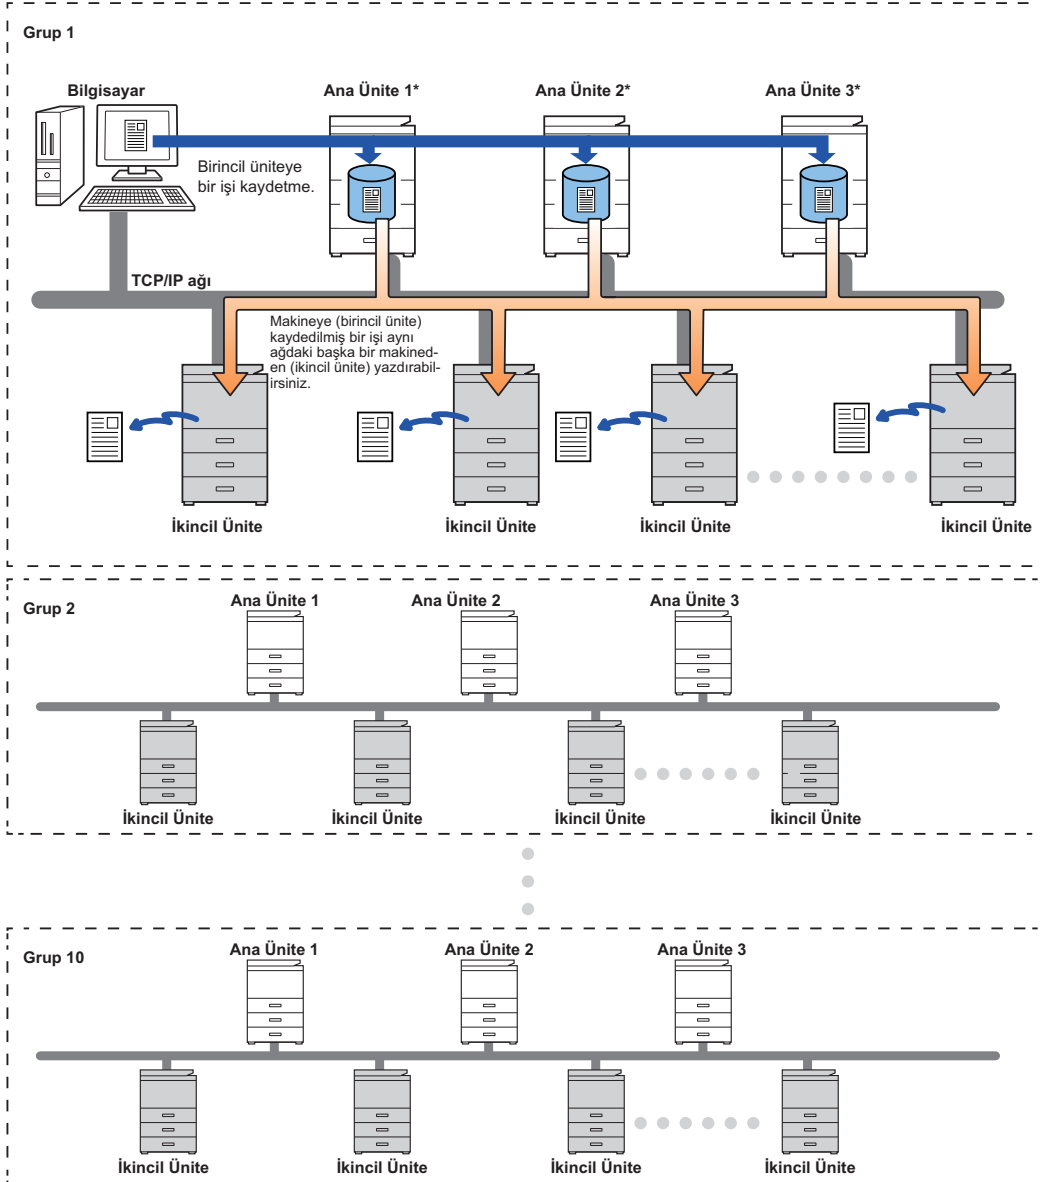 Grup 1
Bilgisayar
Ana Ünite 1*
Ana Ünite 2*
Ana Ünite 3*
Birincil üniteye
bir işi kaydetme.
TCP/IP ağı
Makineye (birincil ünite)
kaydedilmiş bir işi aynı
ağdaki başka bir makined-
en (ikincil ünite) yazdırabil-
irsiniz.
İkincil Ünite
İkincil Ünite
İkincil Ünite
İkincil Ünite
Grup 2
Ana Ünite 1
Ana Ünite 2
Ana Ünite 3
İkincil Ünite
İkincil Ünite
İkincil Ünite
İkincil Ünite
Grup 10
Ana Ünite 1
Ana Ünite 2
Ana Ünite 3
İkincil Ünite
İkincil Ünite
İkincil Ünite
İkincil Ünite